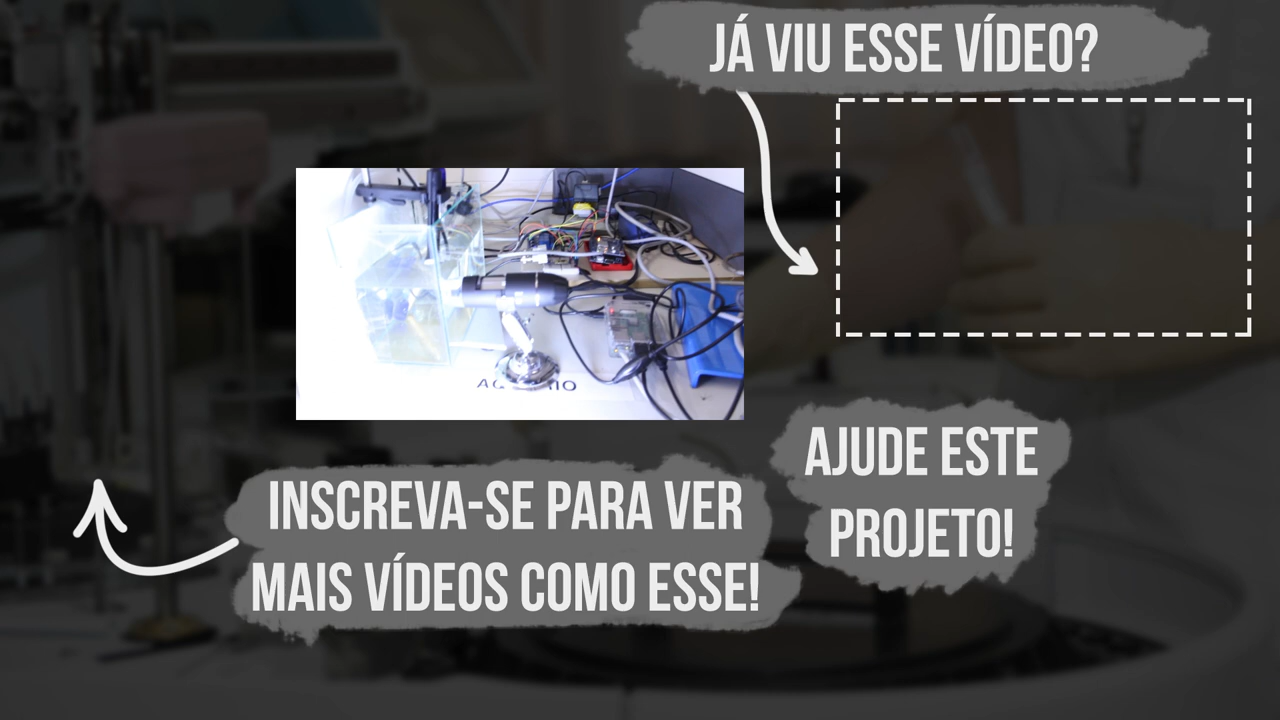 JÁ VIU ESSE VÍDEO?
INSCREVA-SE PARA VER
MAIS VÍDEOS COMO ESSE!
AJUDE ESTE
PROJETO!